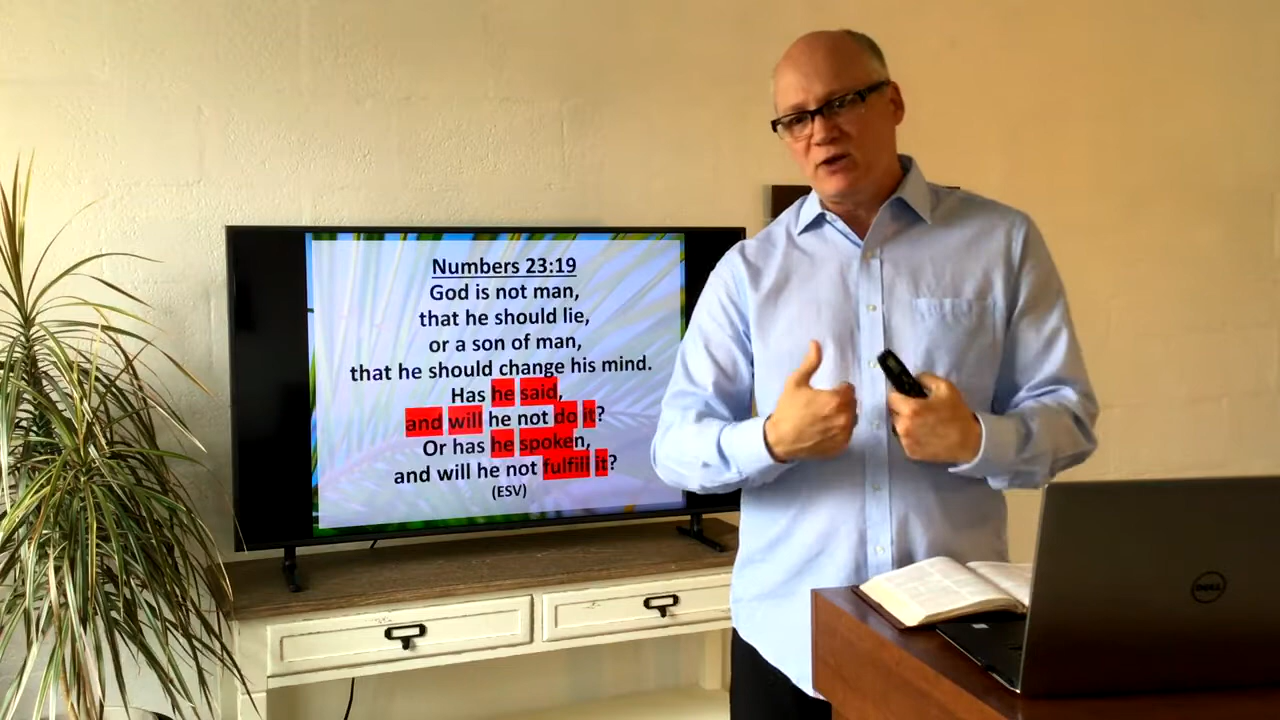 Numbers 23:19
God is not man,
that he should lie,
or a son of man,
that he should change his mind.
Has he said,
and will he not do it?
Or has he spoken,
and will he not fulfill it?
(ESV)
DELL